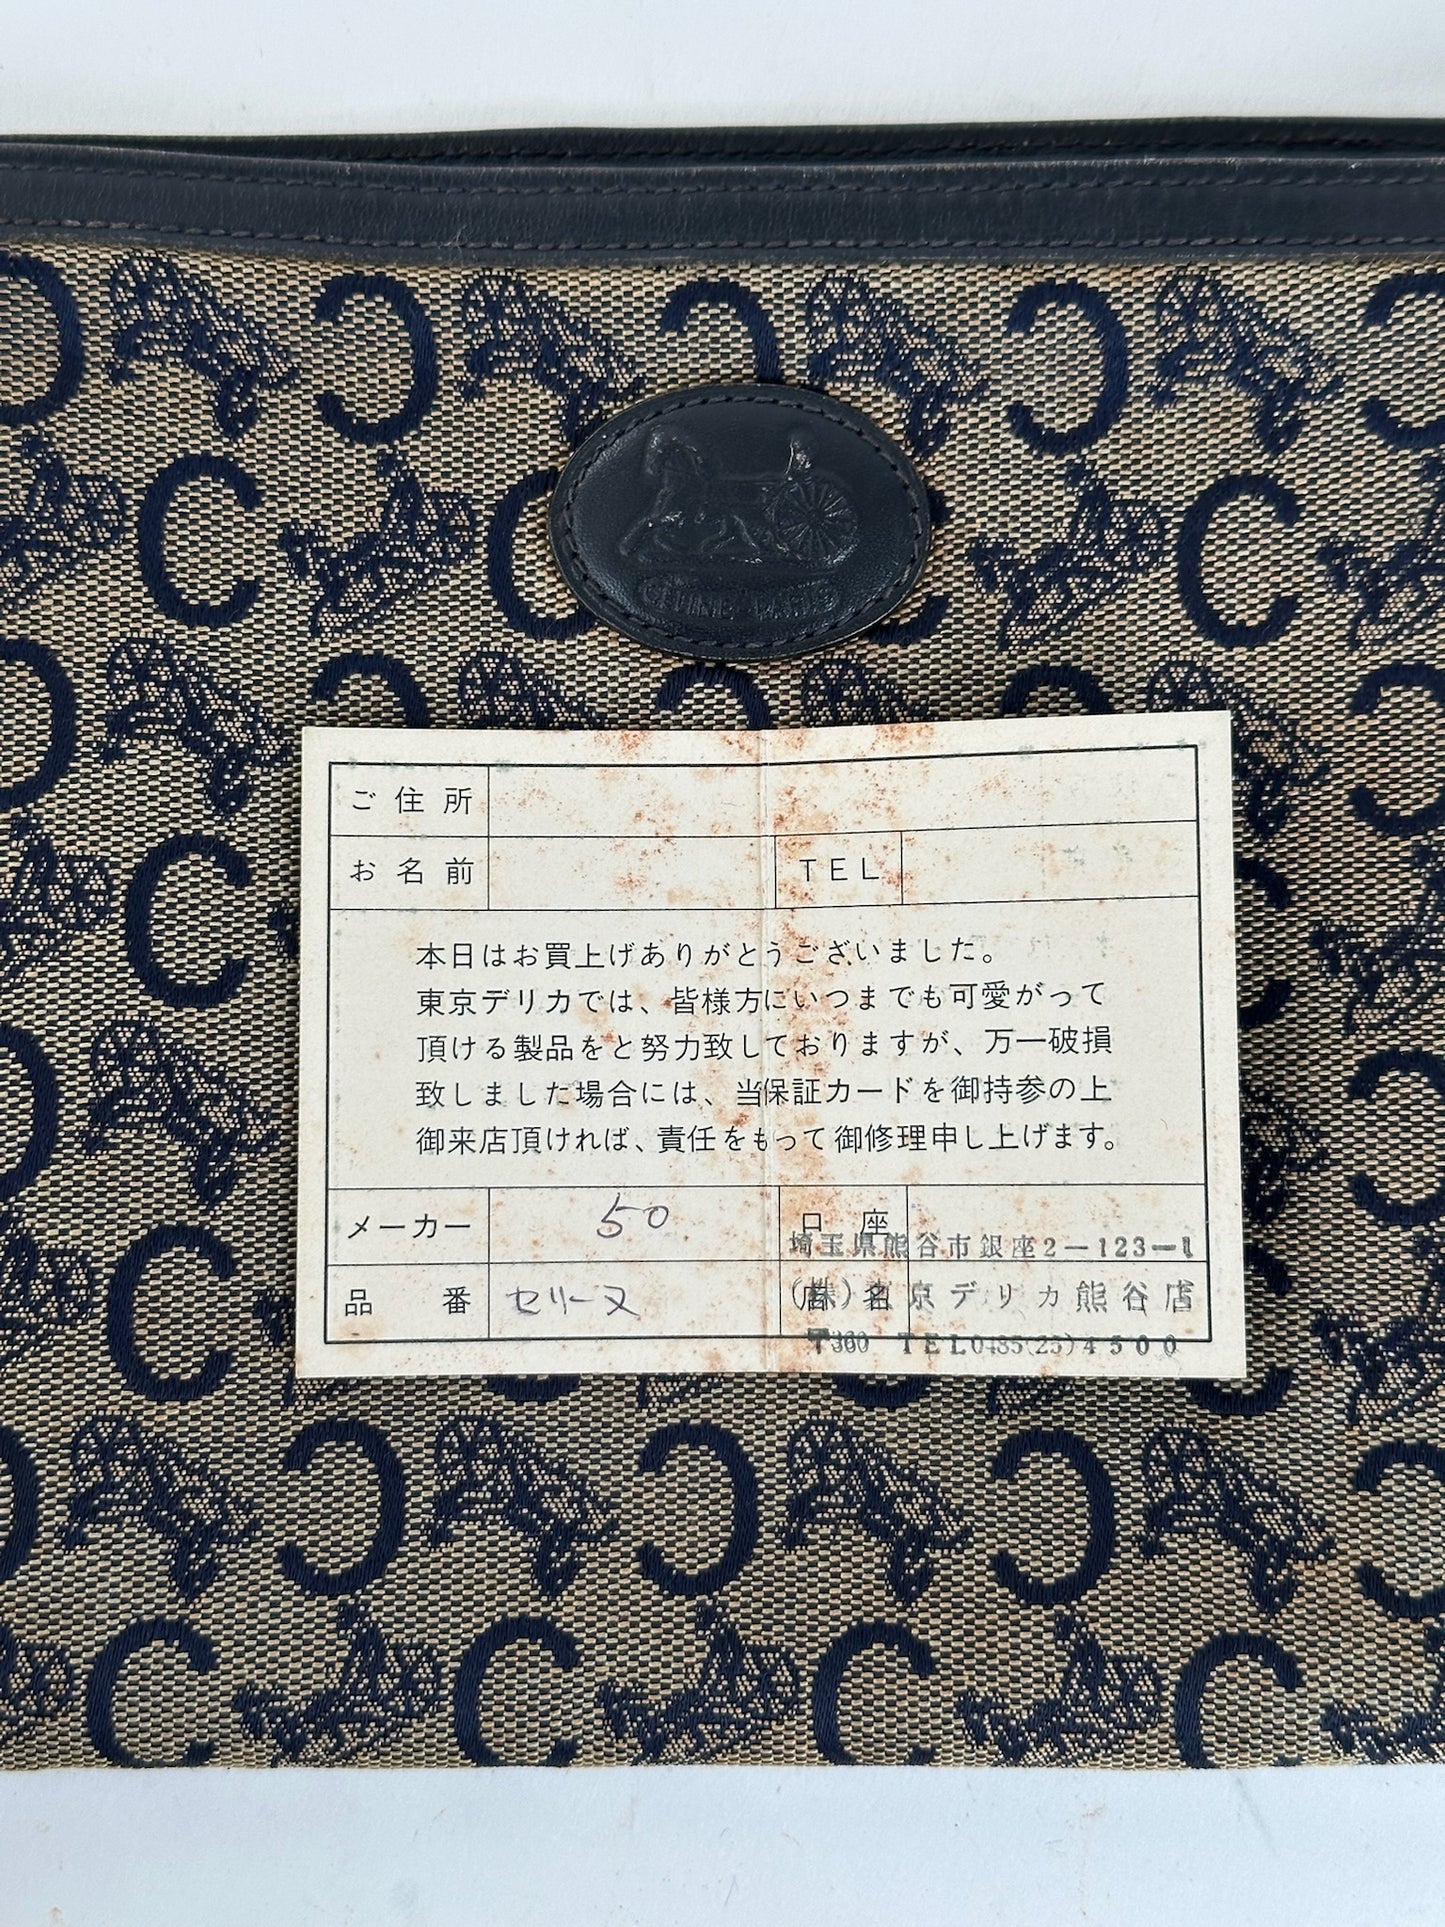 CELINE PARIS
ご住所
お名前 TEL
本日はお買上げありがとうございました。
東京デリカでは、皆様方にいつまでも可愛がって
頂ける製品をと努力致しておりますが、万一破損
致しました場合には、当保証カードを御持参の上
御来店頂ければ、責任をもって御修理申し上げます。
メーカー 50 口座
埼玉県熊谷市銀座2-123-1
品番 セリーヌ 店名
(株)東京デリカ熊谷店
〒360 TEL0485(25)4500